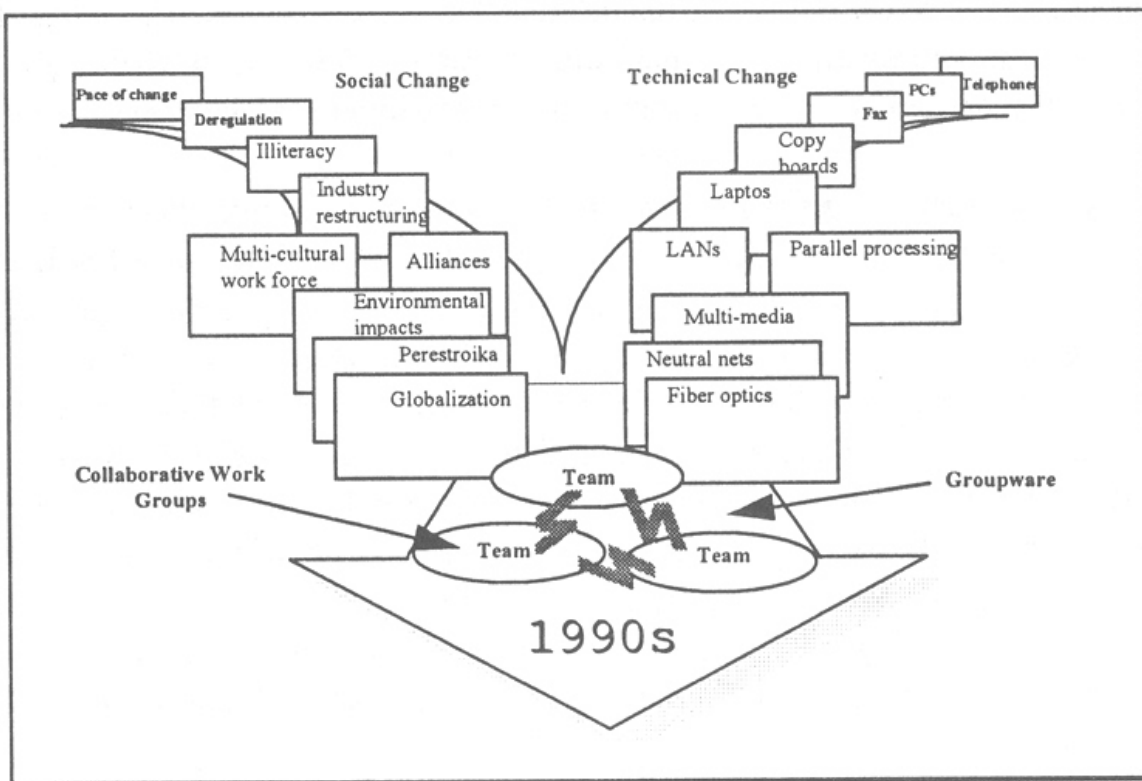 Social Change
Technical Change
Pace of change
Deregulation
Illiteracy
Industry
restructuring
Multi-cultural
work force
Alliances
Environmental
impacts
Perestroika
Globalization
Telephones
PCs
Fax
Copy
boards
Laptos
LANs
Parallel processing
Multi-media
Neutral nets
Fiber optics
Collaborative Work
Groups
Groupware
Team
Team
Team
1990s